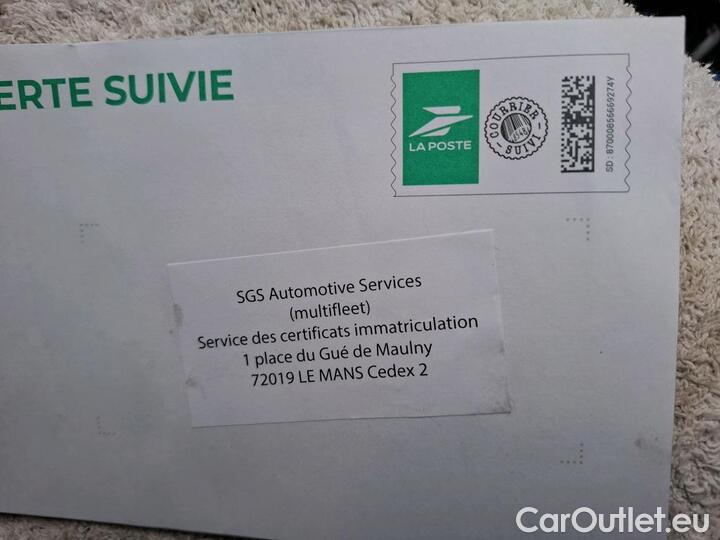 ERTE SUIVIE
LA POSTE
COURRIER
SUIVI
SD : 87000856669274Y
SGS Automotive Services
(multifleet)
Service des certificats immatriculation
1 place du Gué de Maulny
72019 LE MANS Cedex 2
CarOutlet.eu